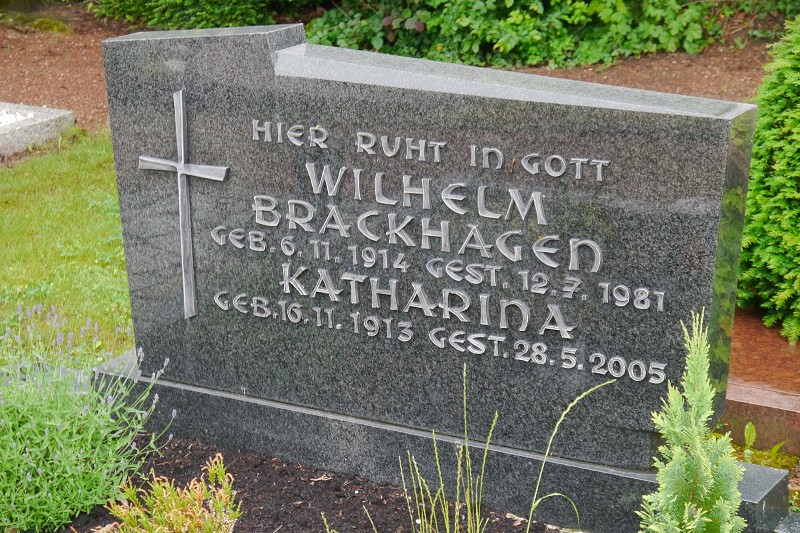 HIER RUHT IN GOTT
WILHELM
BRACKHAGEN
GEB. 6. 11. 1914 GEST. 12. 7. 1981
KATHARINA
GEB. 16. 11. 1913 GEST. 28. 5. 2005